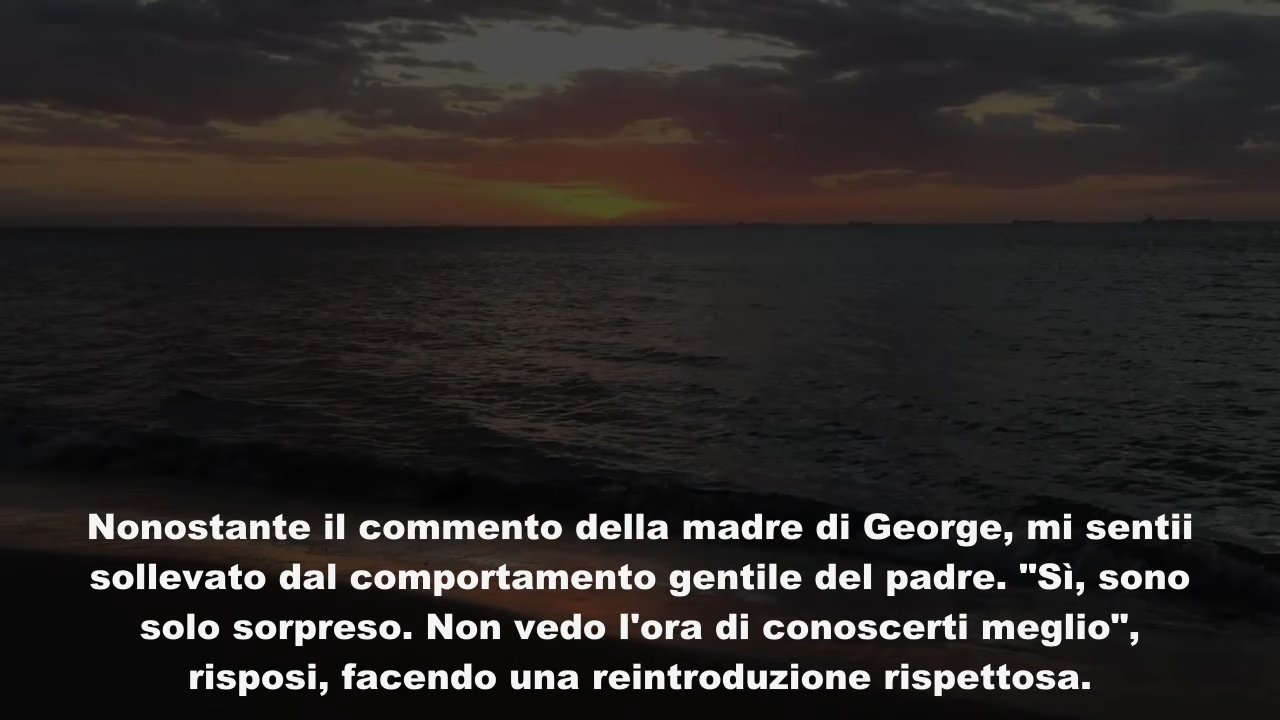 Nonostante il commento della madre di George, mi sentii
sollevato dal comportamento gentile del padre. "Sì, sono
solo sorpreso. Non vedo l'ora di conoscerti meglio",
risposi, facendo una reintroduzione rispettosa.